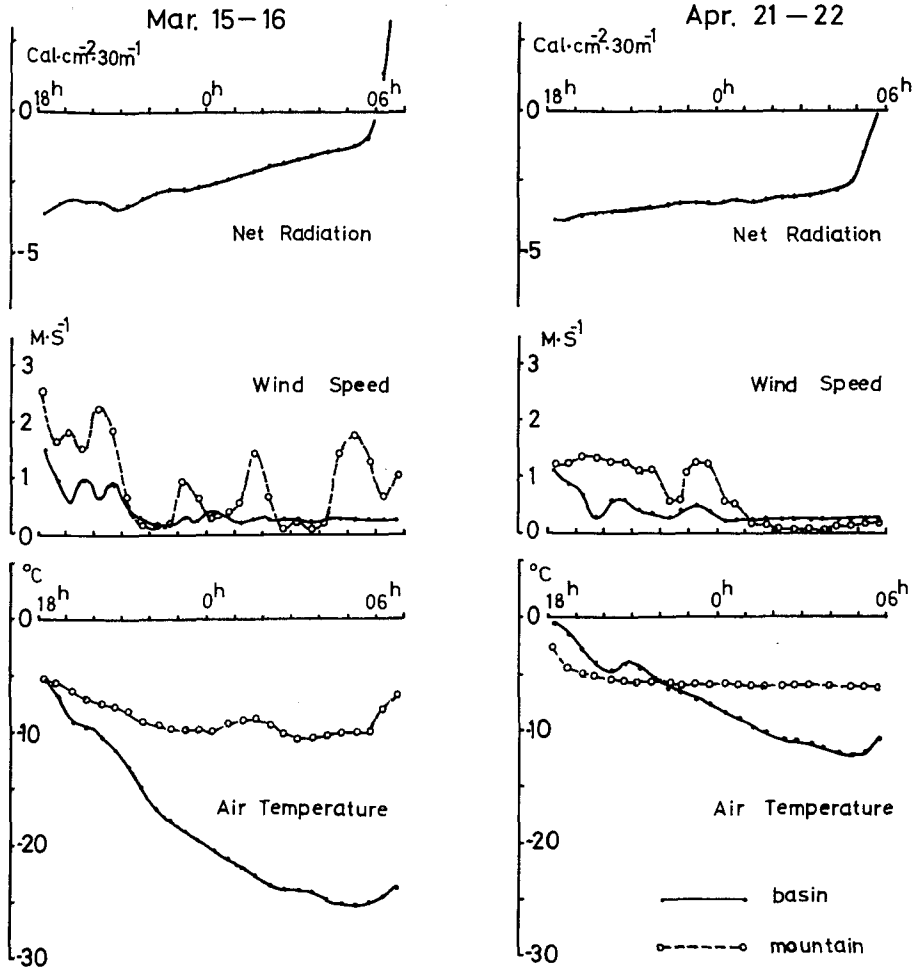 Mar. 15–16
Cal·cm⁻²·30m⁻¹
18h 0h 06h
0
-5
Net Radiation
M·S⁻¹
3
2
1
0
Wind Speed
°C
18h 0h 06h
0
-10
-20
-30
Air Temperature
Apr. 21–22
Cal·cm⁻²·30m⁻¹
18h 0h 06h
0
-5
Net Radiation
M·S⁻¹
3
2
1
0
Wind Speed
°C
18h 0h 06h
0
-10
-20
-30
Air Temperature
basin
mountain